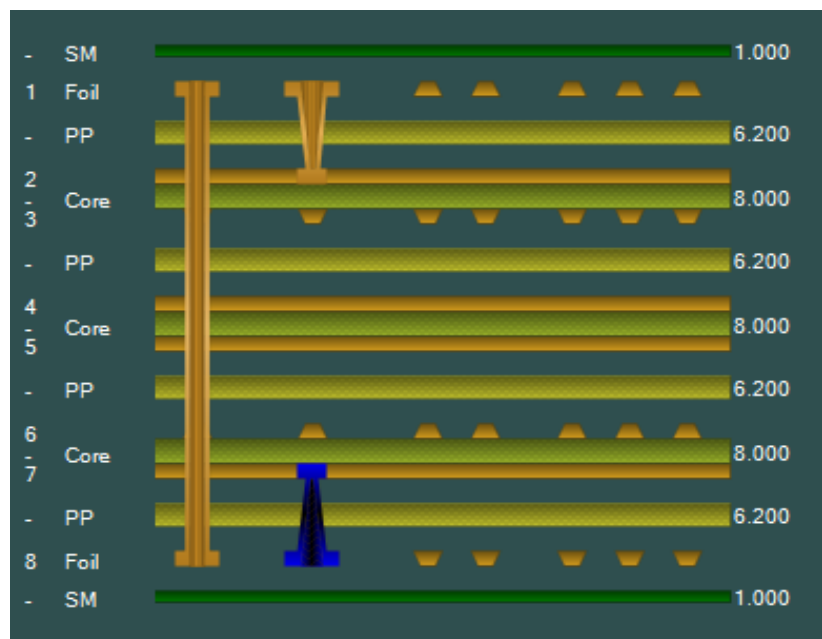 - SM 1.000
1 Foil
- PP 6.200
2
- Core 8.000
3
- PP 6.200
4
- Core 8.000
5
- PP 6.200
6
- Core 8.000
7
- PP 6.200
8 Foil
- SM 1.000